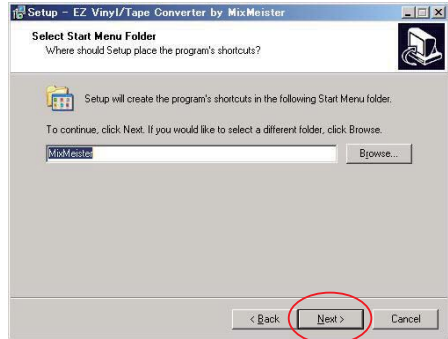 Setup - EZ Vinyl/Tape Converter by MixMeister
Select Start Menu Folder
Where should Setup place the program's shortcuts?
Setup will create the program's shortcuts in the following Start Menu folder.
To continue, click Next. If you would like to select a different folder, click Browse.
MixMeister
Browse...
< Back
Next >
Cancel